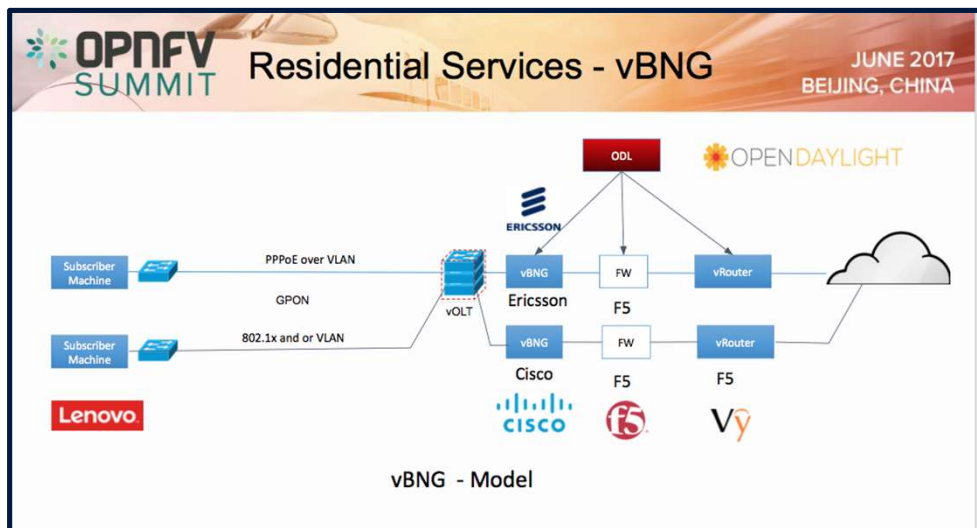 OPNFV
SUMMIT
Residential Services - vBNG
JUNE 2017
BEIJING, CHINA
ODL
OPENDAYLIGHT
ERICSSON
Subscriber
Machine
PPPoE over VLAN
vBNG
FW
vRouter
Ericsson
F5
GPON
vOLT
Subscriber
Machine
802.1x and or VLAN
vBNG
FW
vRouter
Cisco
F5
F5
Lenovo
CISCO
f5
Vy
vBNG - Model